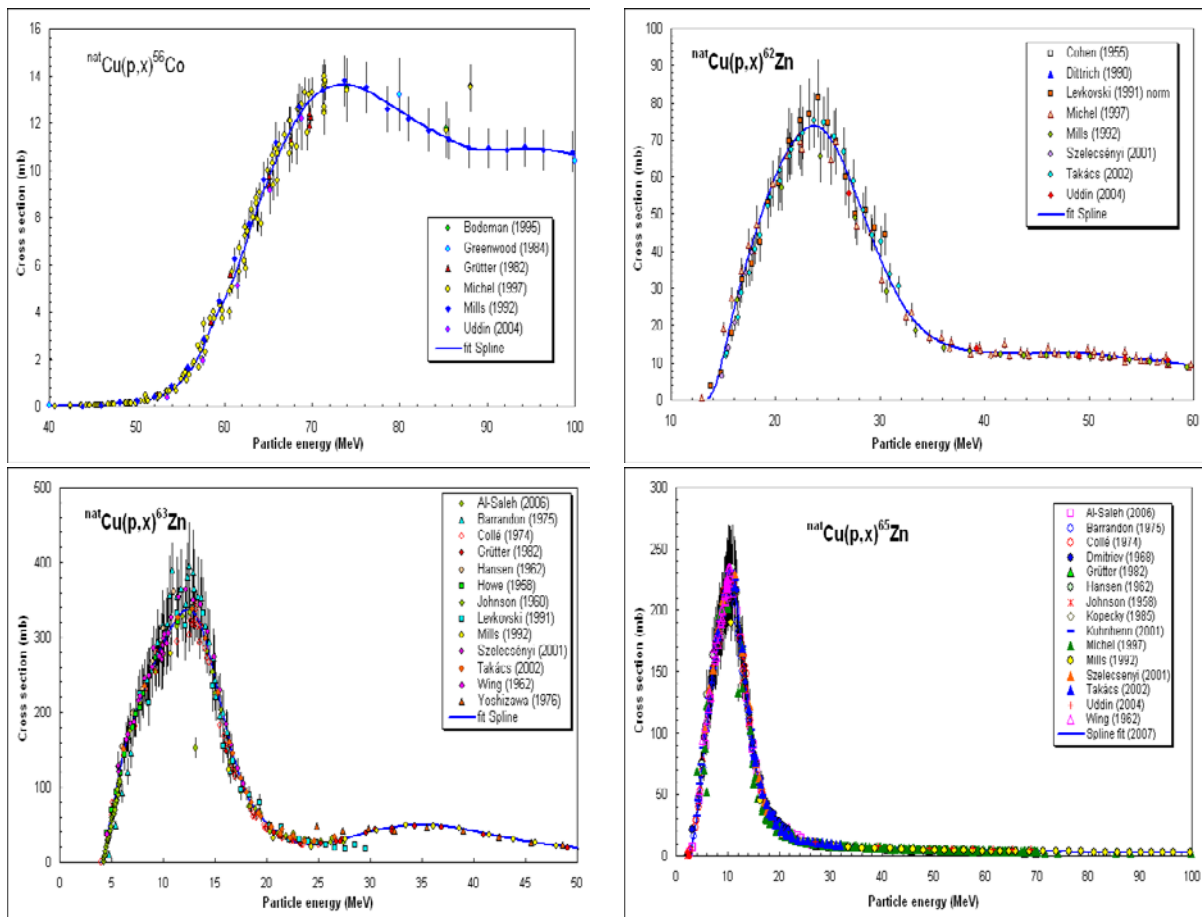 natCu(p,x)56Co
Cross section (mb)
16
14
12
10
8
6
4
2
0
Bodeman (1995)
Greenwood (1984)
Grütter (1982)
Michel (1997)
Mills (1992)
Uddin (2004)
fit Spline
40 50 60 70 80 90 100
Particle energy (MeV)
natCu(p,x)62Zn
Cross section (mb)
100
90
80
70
60
50
40
30
20
10
0
Cohen (1955)
Dittrich (1990)
Levkovski (1991) norm
Michel (1997)
Mills (1992)
Szelecsényi (2001)
Takács (2002)
Uddin (2004)
fit Spline
10 20 30 40 50 60
Particle energy (MeV)
natCu(p,x)63Zn
Cross section (mb)
500
400
300
200
100
0
Al-Saleh (2006)
Barrandon (1975)
Collé (1974)
Grütter (1982)
Hansen (1962)
Howe (1958)
Johnson (1960)
Levkovski (1991)
Mills (1992)
Szelecsényi (2001)
Takács (2002)
Wing (1962)
Yoshizawa (1976)
fit Spline
0 5 10 15 20 25 30 35 40 45 50
Particle energy (MeV)
natCu(p,x)65Zn
Cross section (mb)
300
250
200
150
100
50
0
Al-Saleh (2006)
Barrandon (1975)
Collé (1974)
Dmitriev (1968)
Grütter (1982)
Hansen (1962)
Johnson (1958)
Kopecky (1985)
Kuhnhenn (2001)
Michel (1997)
Mills (1992)
Szelecsenyi (2001)
Takács (2002)
Uddin (2004)
Wing (1962)
Spline fit (2007)
0 10 20 30 40 50 60 70 80 90 100
Particle energy (MeV)